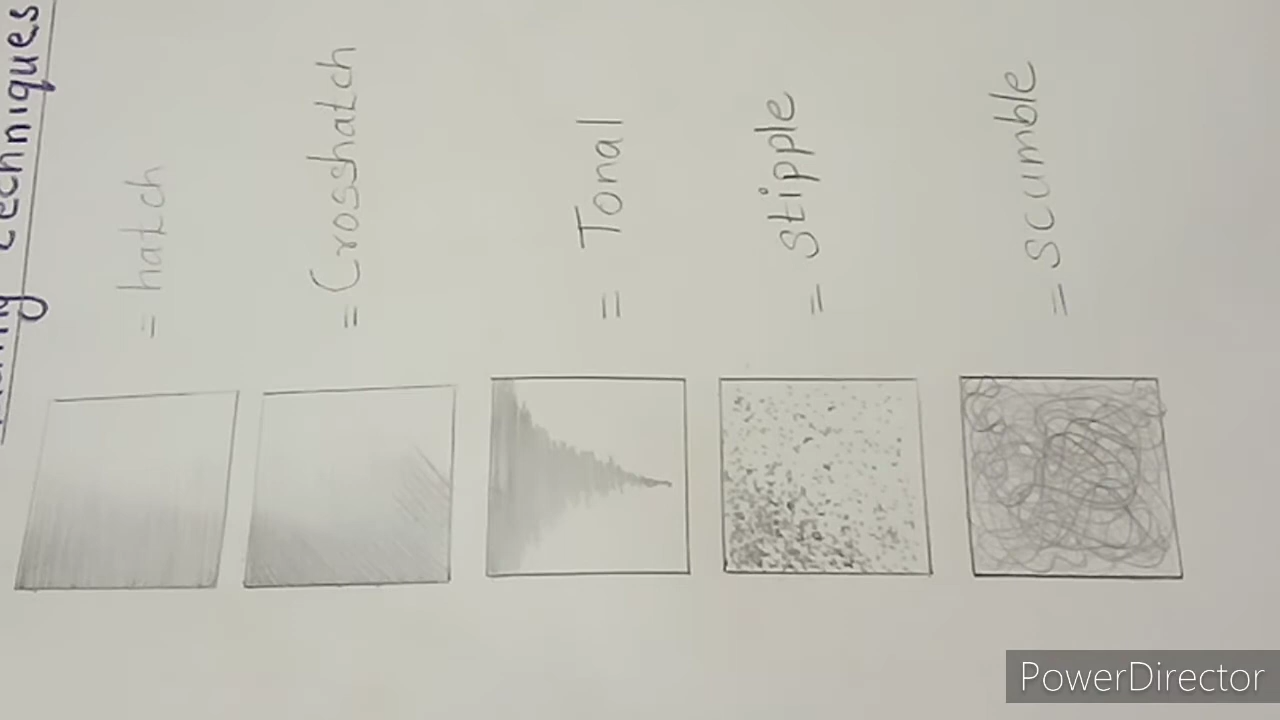 techniques
= hatch
= Crosshatch
= Tonal
= stipple
= scumble
PowerDirector